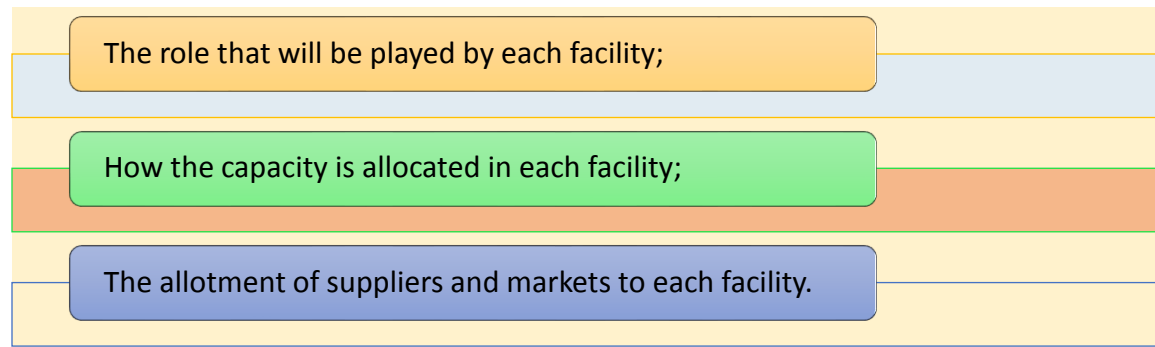 The role that will be played by each facility;
How the capacity is allocated in each facility;
The allotment of suppliers and markets to each facility.